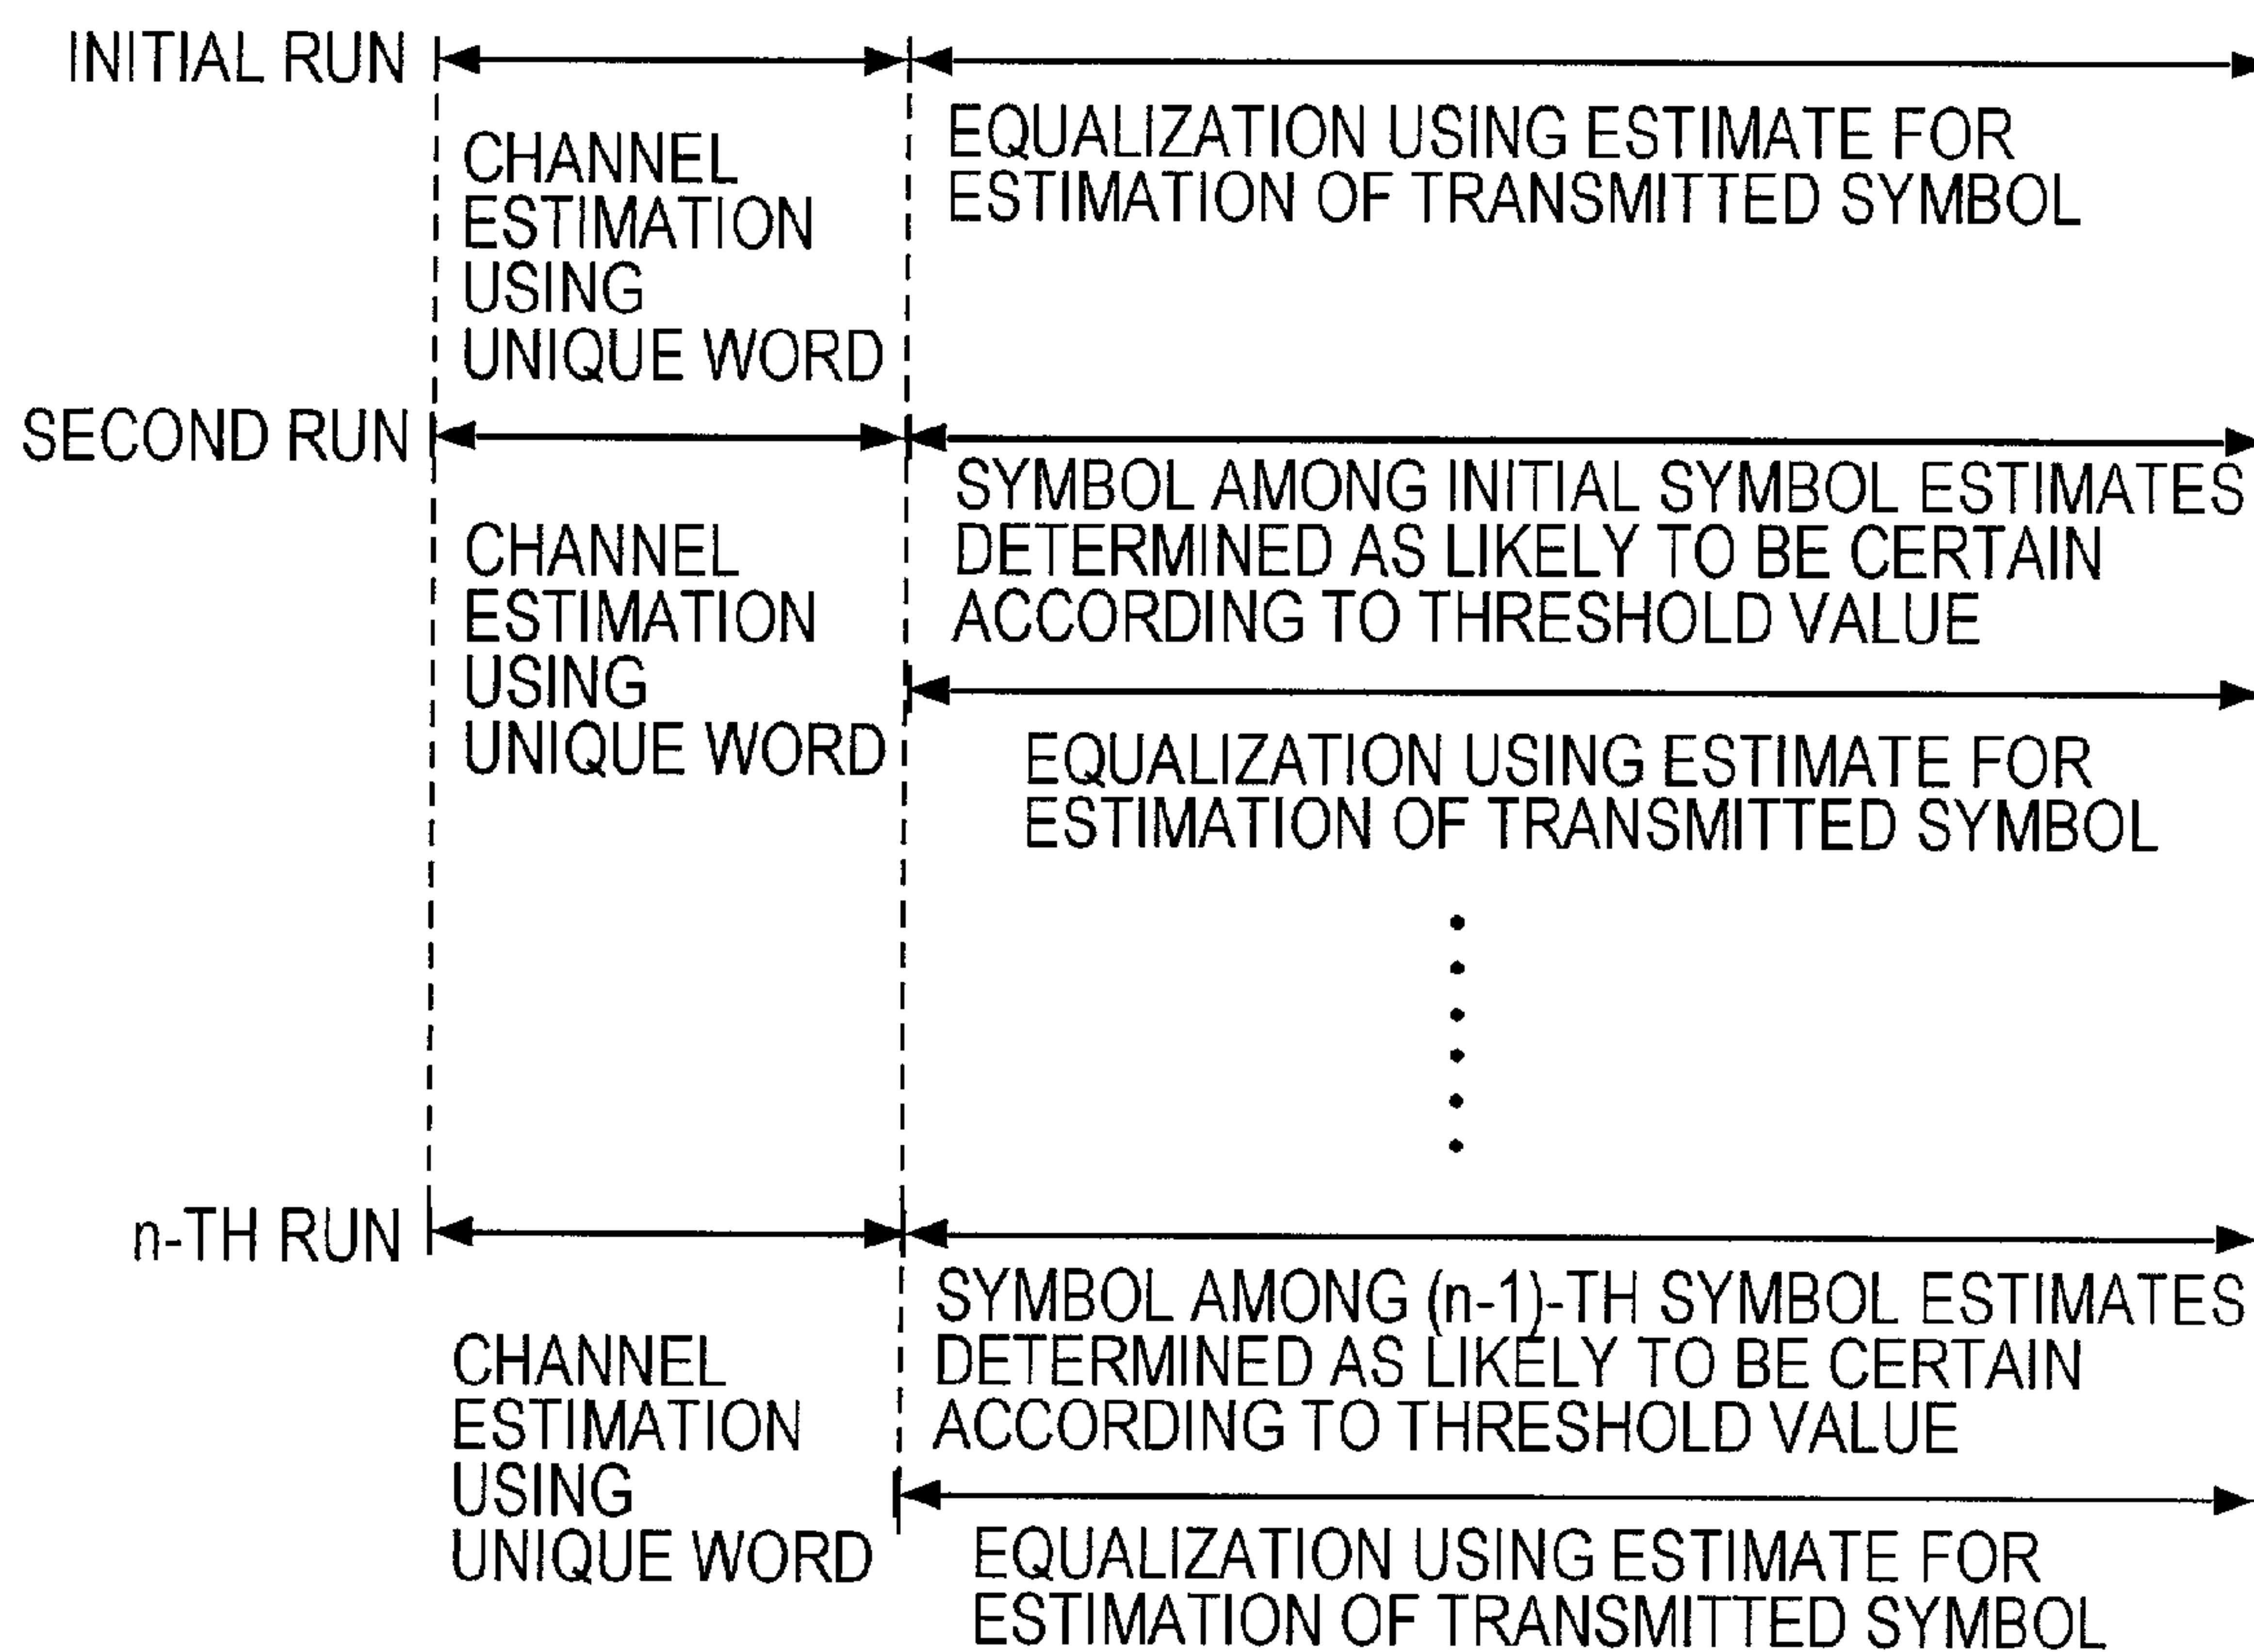 INITIAL RUN
CHANNEL
ESTIMATION
USING
UNIQUE WORD
EQUALIZATION USING ESTIMATE FOR
ESTIMATION OF TRANSMITTED SYMBOL
SECOND RUN
CHANNEL
ESTIMATION
USING
UNIQUE WORD
SYMBOL AMONG INITIAL SYMBOL ESTIMATES
DETERMINED AS LIKELY TO BE CERTAIN
ACCORDING TO THRESHOLD VALUE
EQUALIZATION USING ESTIMATE FOR
ESTIMATION OF TRANSMITTED SYMBOL
n-TH RUN
CHANNEL
ESTIMATION
USING
UNIQUE WORD
SYMBOL AMONG (n-1)-TH SYMBOL ESTIMATES
DETERMINED AS LIKELY TO BE CERTAIN
ACCORDING TO THRESHOLD VALUE
EQUALIZATION USING ESTIMATE FOR
ESTIMATION OF TRANSMITTED SYMBOL